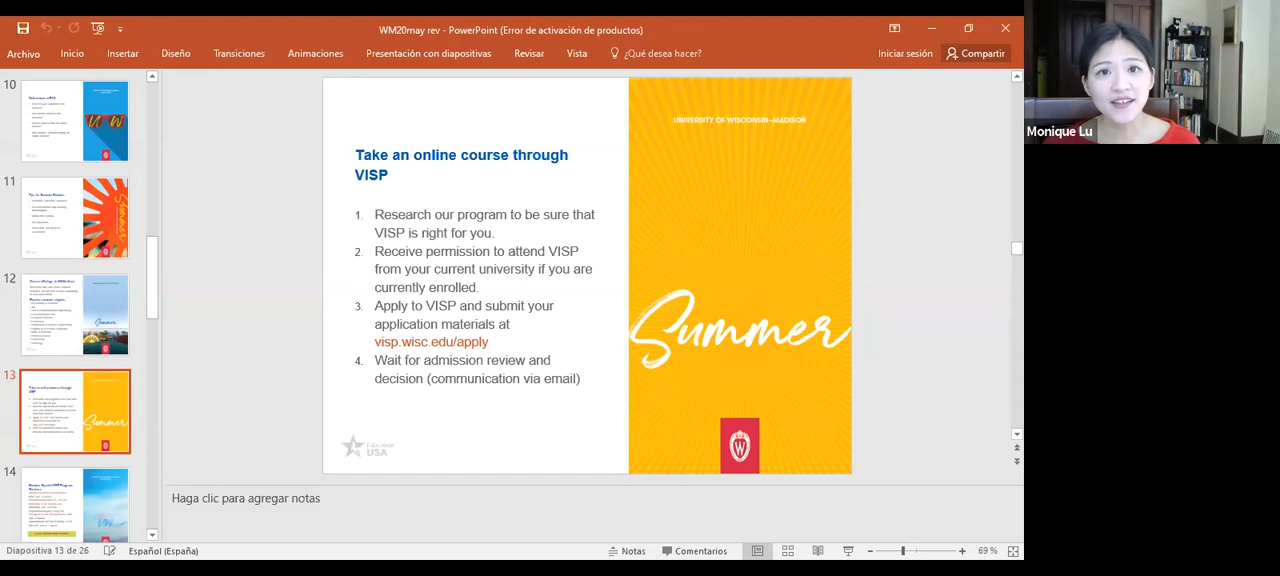 WM20may rev - PowerPoint (Error de activación de productos)
Archivo Inicio Insertar Diseño Transiciones Animaciones Presentación con diapositivas Revisar Vista ¿Qué desea hacer? Iniciar sesión Compartir
Monique Lu
10
11
12
13
14
UNIVERSITY OF WISCONSIN–MADISON
Take an online course through
VISP
1. Research our program to be sure that
VISP is right for you.
2. Receive permission to attend VISP
from your current university if you are
currently enrolled.
3. Apply to VISP and submit your
application materials at
visp.wisc.edu/apply
4. Wait for admission review and
decision (communication via email)
Summer
W
Education
USA
Haga clic para agregar notas
Diapositiva 13 de 26 Español (España) Notas Comentarios 69 %